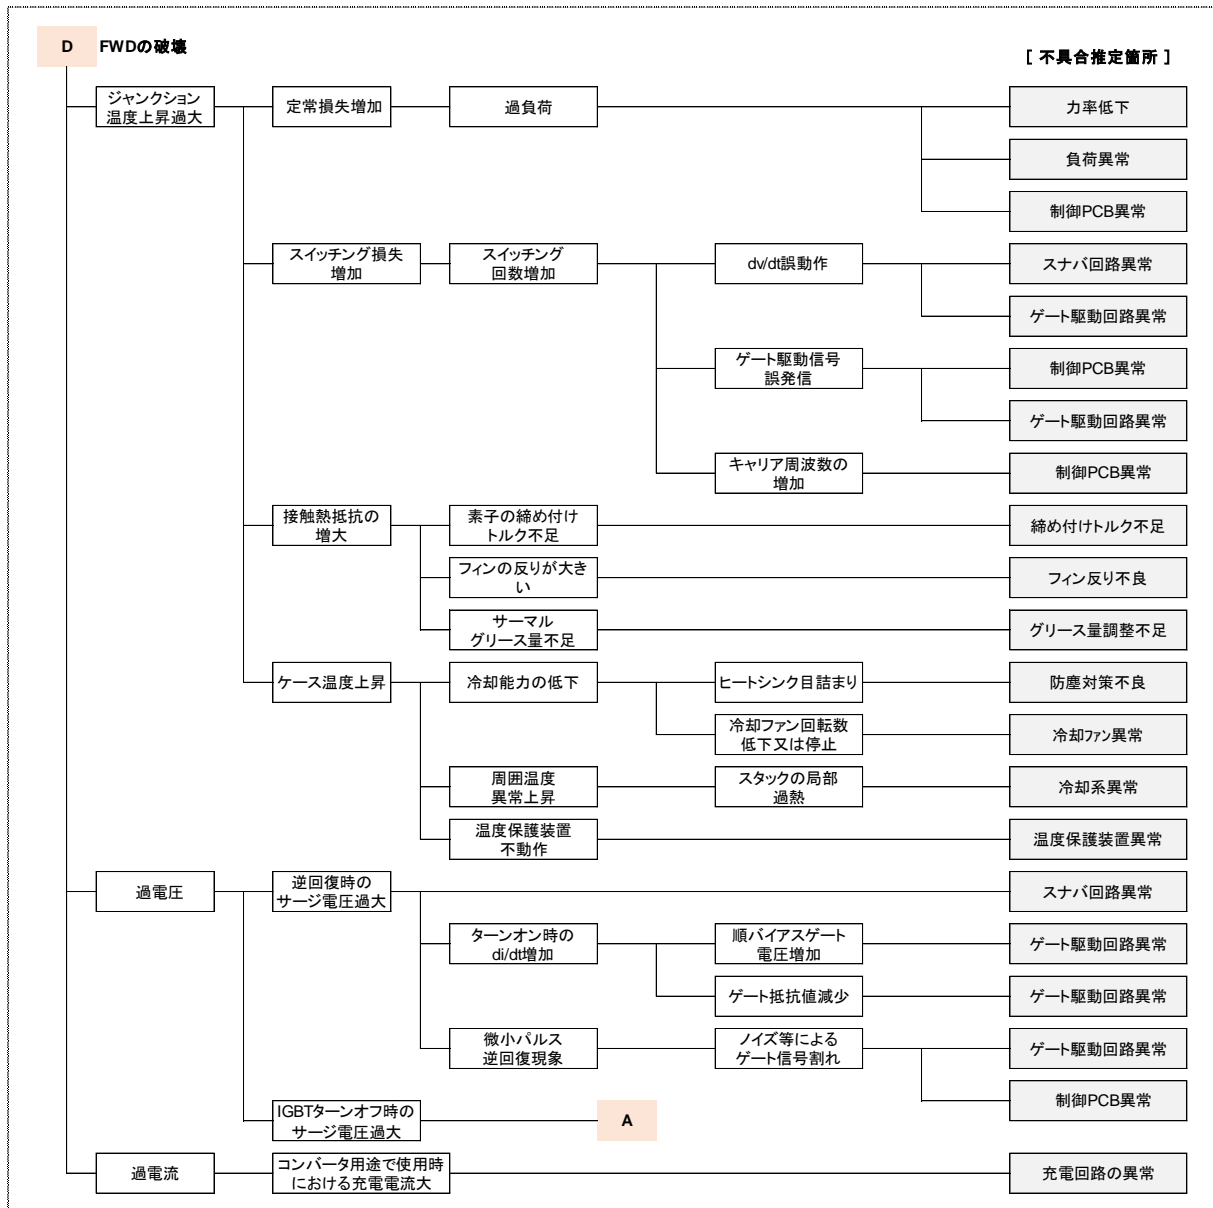 D FWDの破壊
[ 不具合推定箇所 ]
ジャンクション
温度上昇過大
定常損失増加
過負荷
力率低下
負荷異常
制御PCB異常
スイッチング損失
増加
スイッチング
回数増加
dv/dt誤動作
スナバ回路異常
ゲート駆動回路異常
ゲート駆動信号
誤発信
制御PCB異常
ゲート駆動回路異常
キャリア周波数の
増加
制御PCB異常
接触熱抵抗の
増大
素子の締め付け
トルク不足
締め付けトルク不足
フィンの反りが大き
い
フィン反り不良
サーマル
グリース量不足
グリース量調整不足
ケース温度上昇
冷却能力の低下
ヒートシンク目詰まり
防塵対策不良
冷却ファン回転数
低下又は停止
冷却ファン異常
周囲温度
異常上昇
スタックの局部
過熱
冷却系異常
温度保護装置
不動作
温度保護装置異常
過電圧
逆回復時の
サージ電圧過大
スナバ回路異常
ターンオン時の
di/dt増加
順バイアスゲート
電圧増加
ゲート駆動回路異常
ゲート抵抗値減少
ゲート駆動回路異常
微小パルス
逆回復現象
ノイズ等による
ゲート信号割れ
ゲート駆動回路異常
制御PCB異常
IGBTターンオフ時の
サージ電圧過大
A
過電流
コンバータ用途で使用時
における充電電流大
充電回路の異常